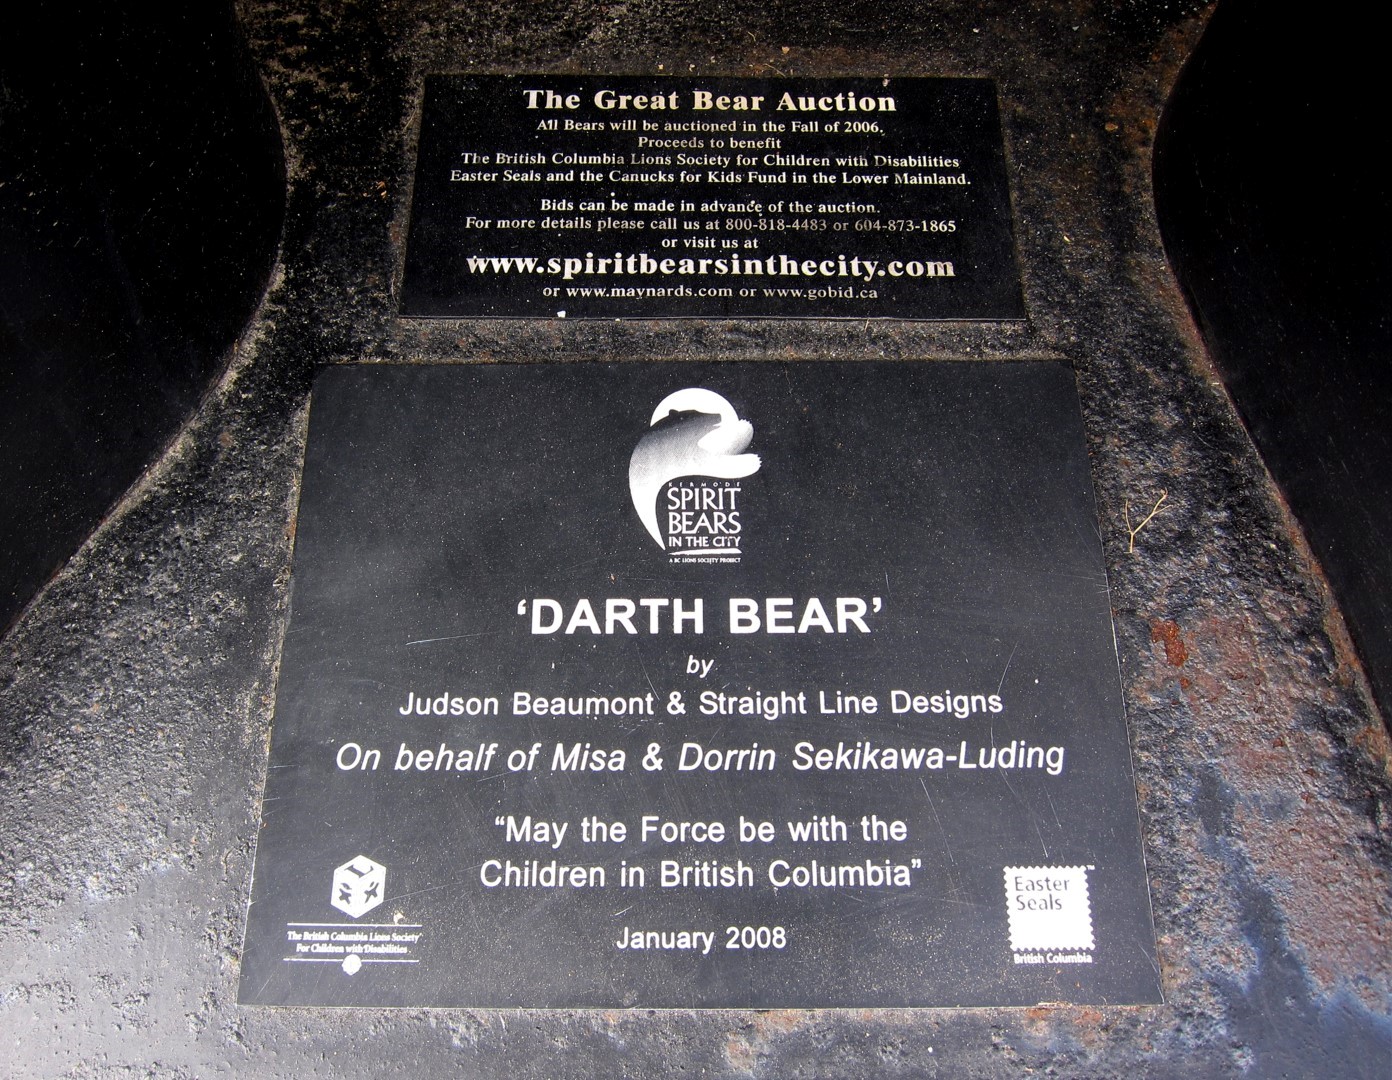 The Great Bear Auction
All Bears will be auctioned in the Fall of 2006.
Proceeds to benefit
The British Columbia Lions Society for Children with Disabilities
Easter Seals and the Canucks for Kids Fund in the Lower Mainland.
Bids can be made in advance of the auction.
For more details please call us at 800-818-4483 or 604-873-1865
or visit us at
www.spiritbearsinthecity.com
or www.maynards.com or www.gobid.ca
KERMODE
SPIRIT
BEARS
IN THE CITY
A BC LIONS SOCIETY PROJECT
‘DARTH BEAR’
by
Judson Beaumont & Straight Line Designs
On behalf of Misa & Dorrin Sekikawa-Luding
“May the Force be with the
Children in British Columbia”
January 2008
The British Columbia Lions Society
For Children with Disabilities
Easter
Seals™
British Columbia